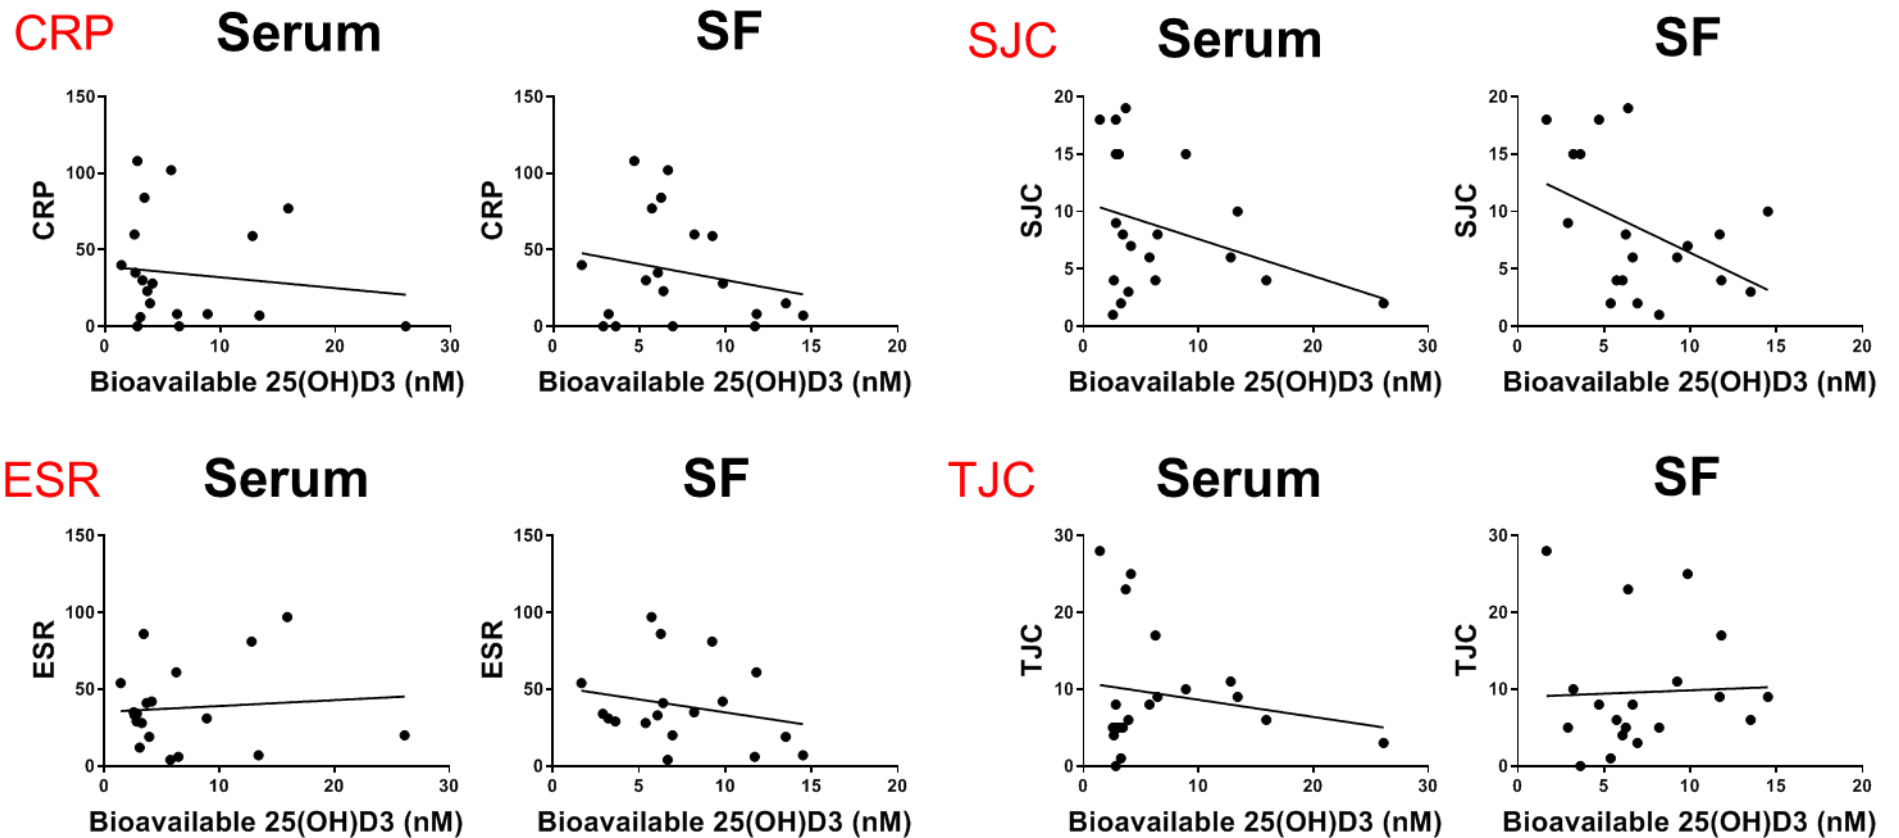 CRP Serum SF SJC Serum SF
150 150 20 20
100 100 15 15
CRP CRP SJC 10 SJC 10
50 50 5 5
0 0 0 0
0 10 20 30 0 5 10 15 20 0 10 20 30 0 5 10 15 20
Bioavailable 25(OH)D3 (nM) Bioavailable 25(OH)D3 (nM) Bioavailable 25(OH)D3 (nM) Bioavailable 25(OH)D3 (nM)
ESR Serum SF TJC Serum SF
150 150 30 30
100 100 20 20
ESR ESR TJC TJC
50 50 10 10
0 0 0 0
0 10 20 30 0 5 10 15 20 0 10 20 30 0 5 10 15 20
Bioavailable 25(OH)D3 (nM) Bioavailable 25(OH)D3 (nM) Bioavailable 25(OH)D3 (nM) Bioavailable 25(OH)D3 (nM)